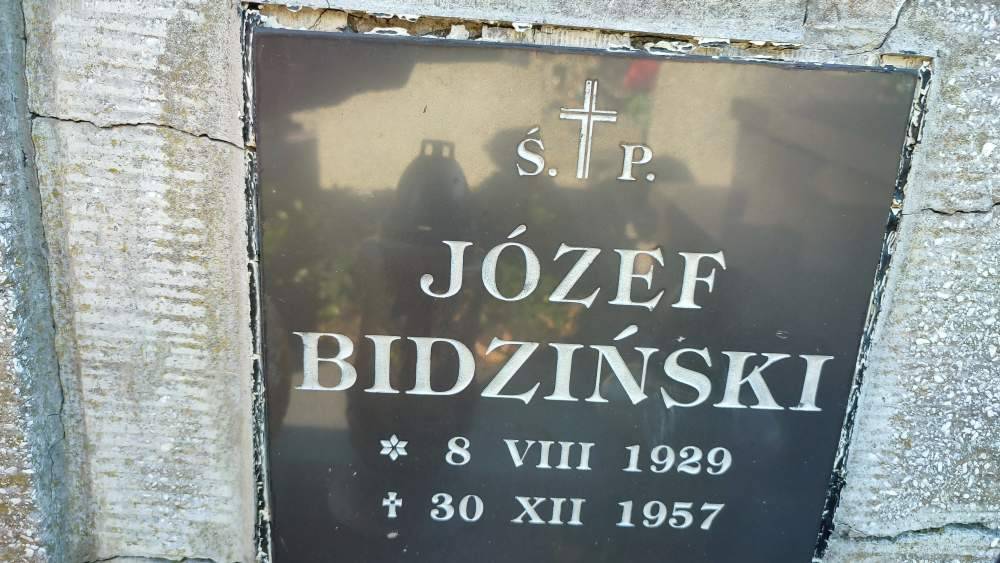 Ś. P.
JÓZEF
BIDZIŃSKI
8 VIII 1929
30 XII 1957